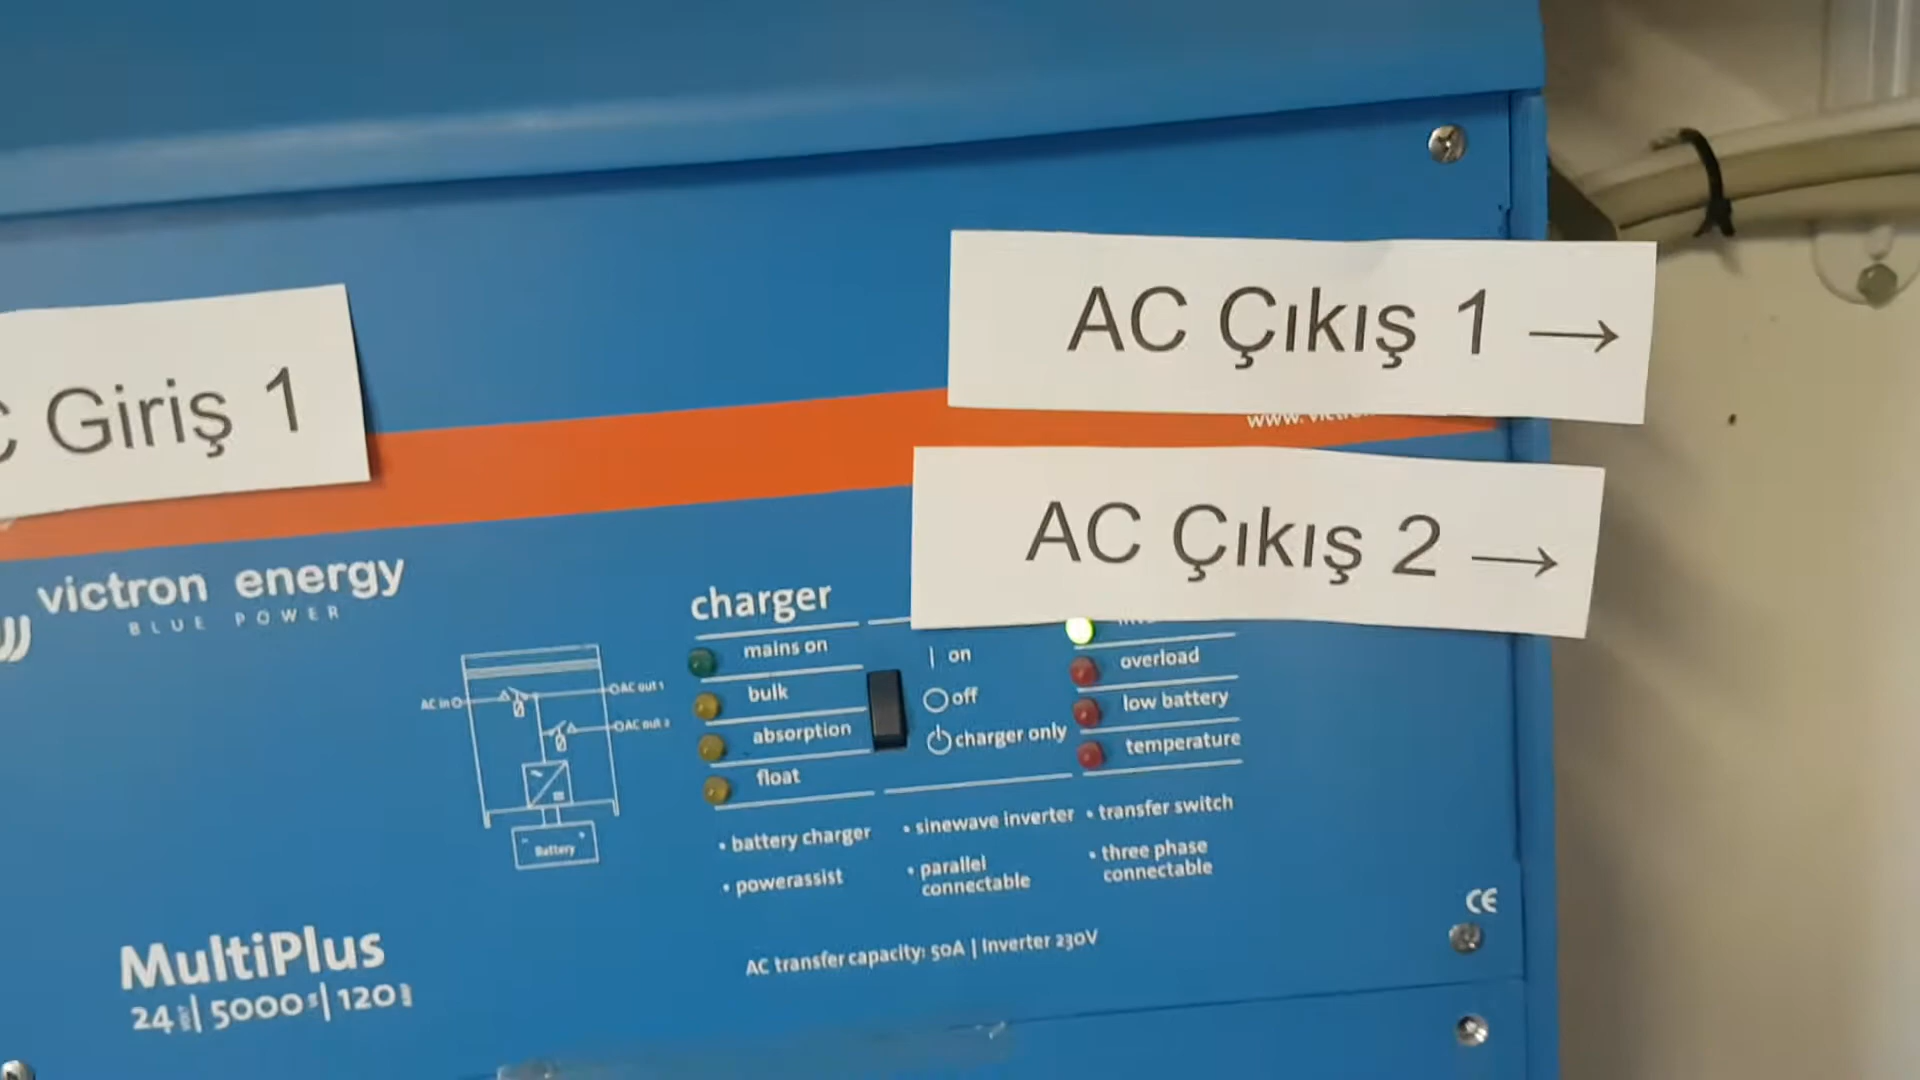 AC Çıkış 1 →
Giriş 1
www.
AC Çıkış 2 →
victron energy
BLUE POWER
charger
mains on
bulk
absorption
float
on
off
charger only
overload
low battery
temperature
AC in
AC out 1
AC out 2
Battery
• battery charger
• sinewave inverter
• transfer switch
• powerassist
• parallel
connectable
• three phase
connectable
CE
MultiPlus
24 | 5000 | 120
AC transfer capacity: 50A | Inverter 230V